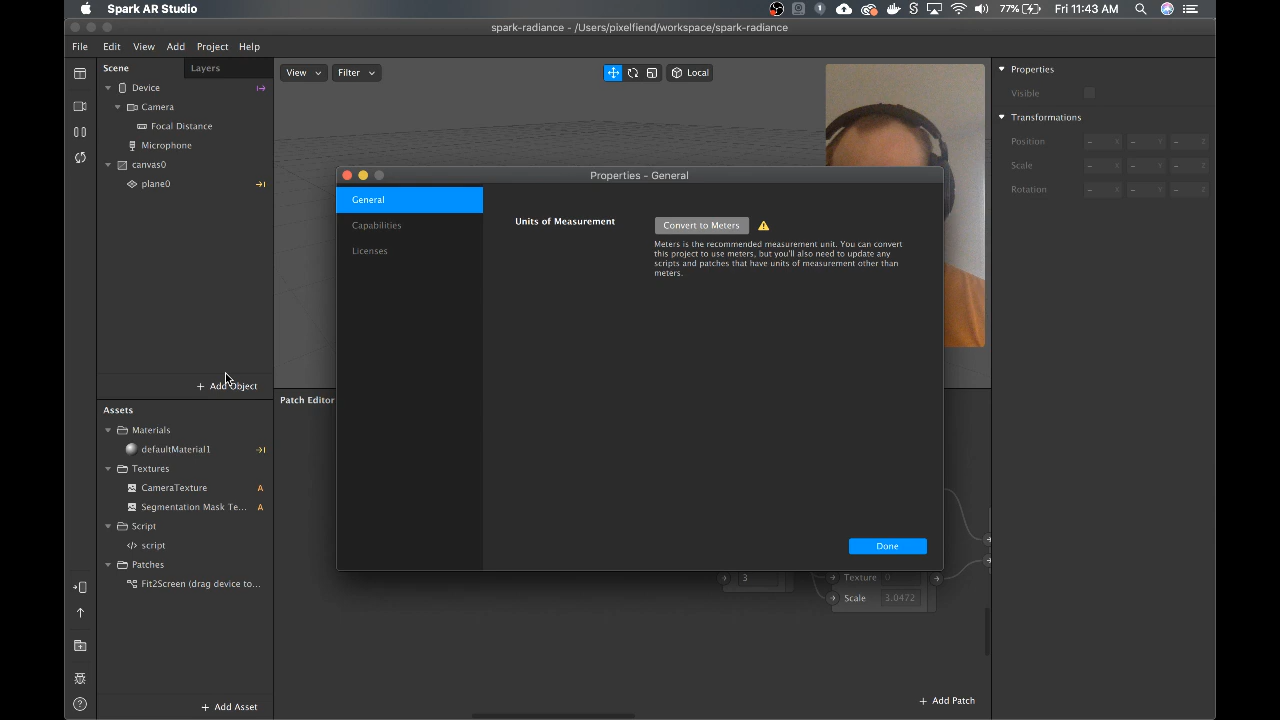 Spark AR Studio
77%
Fri 11:43 AM
spark-radiance - /Users/pixelfiend/workspace/spark-radiance
File Edit View Add Project Help
Scene
Layers
Device
Camera
Focal Distance
Microphone
canvas0
plane0
+ Add Object
Assets
Materials
defaultMaterial1
Textures
CameraTexture A
Segmentation Mask Te... A
Script
script
Patches
Fit2Screen (drag device to...
+ Add Asset
View
Filter
Local
Properties - General
General
Capabilities
Licenses
Units of Measurement
Convert to Meters
Meters is the recommended measurement unit. You can convert
this project to use meters, but you'll also need to update any
scripts and patches that have units of measurement other than
meters.
Done
Patch Editor
3
Texture 0
Scale 3.0472
+ Add Patch
Properties
Visible
Transformations
Position - X - Y - Z
Scale - X - Y - Z
Rotation - X - Y - Z